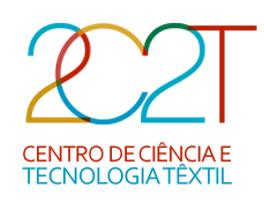 2C2T
CENTRO DE CIÊNCIA E
TECNOLOGIA TÊXTIL